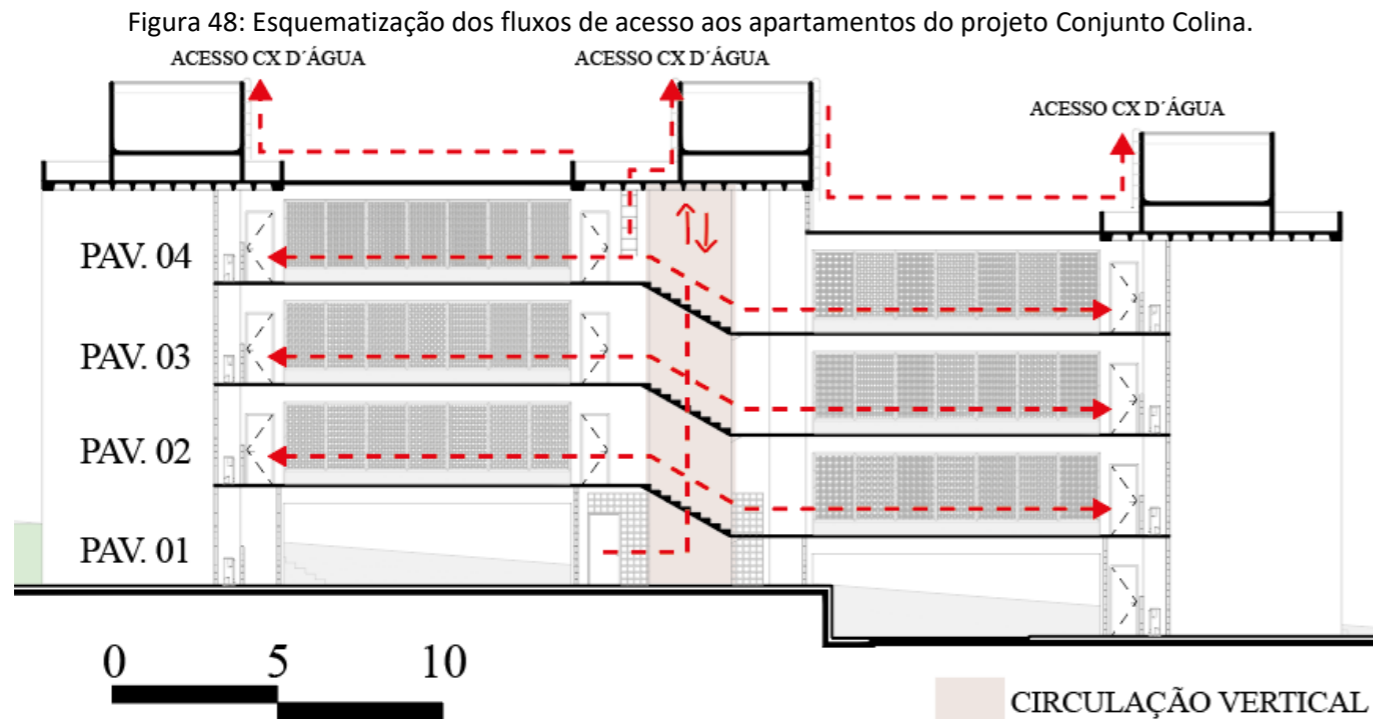 Figura 48: Esquematização dos fluxos de acesso aos apartamentos do projeto Conjunto Colina.
ACESSO CX D´ÁGUA
ACESSO CX D´ÁGUA
ACESSO CX D´ÁGUA
PAV. 04
PAV. 03
PAV. 02
PAV. 01
0 5 10
CIRCULAÇÃO VERTICAL